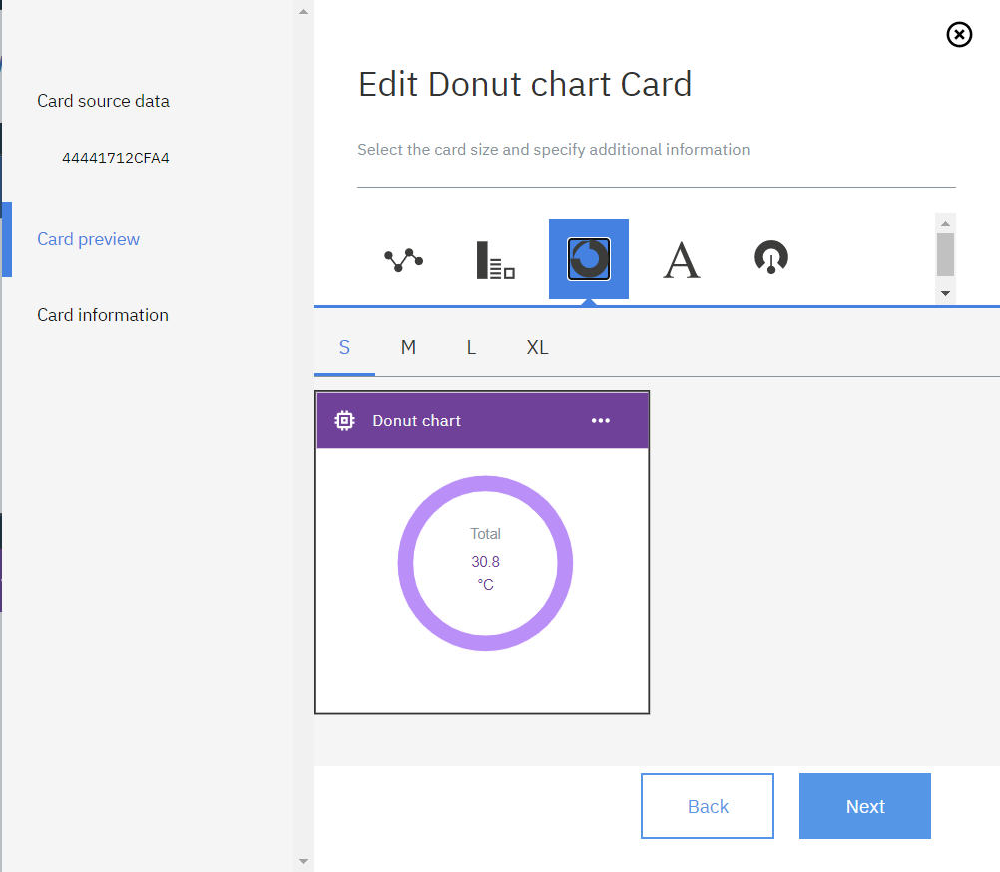 Card source data
44441712CFA4
Card preview
Card information
Edit Donut chart Card
Select the card size and specify additional information
A
S M L XL
Donut chart
Total
30.8
°C
Back Next